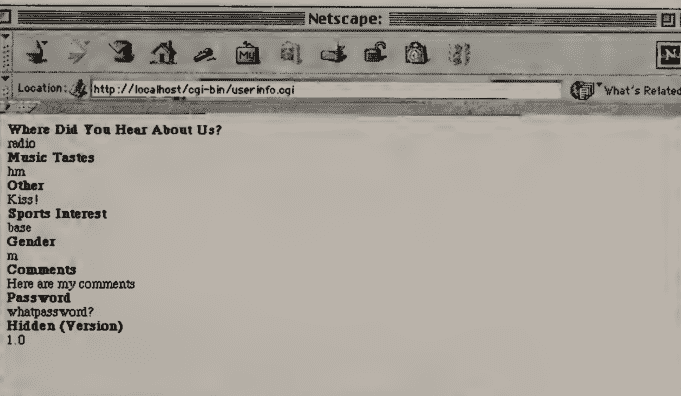 Netscape:
My
N
Location: http://localhost/cgi-bin/userinfo.cgi What's Related
Where Did You Hear About Us?
radio
Music Tastes
hm
Other
Kiss!
Sports Interest
base
Gender
m
Comments
Here are my comments
Password
whatpassword?
Hidden (Version)
1.0